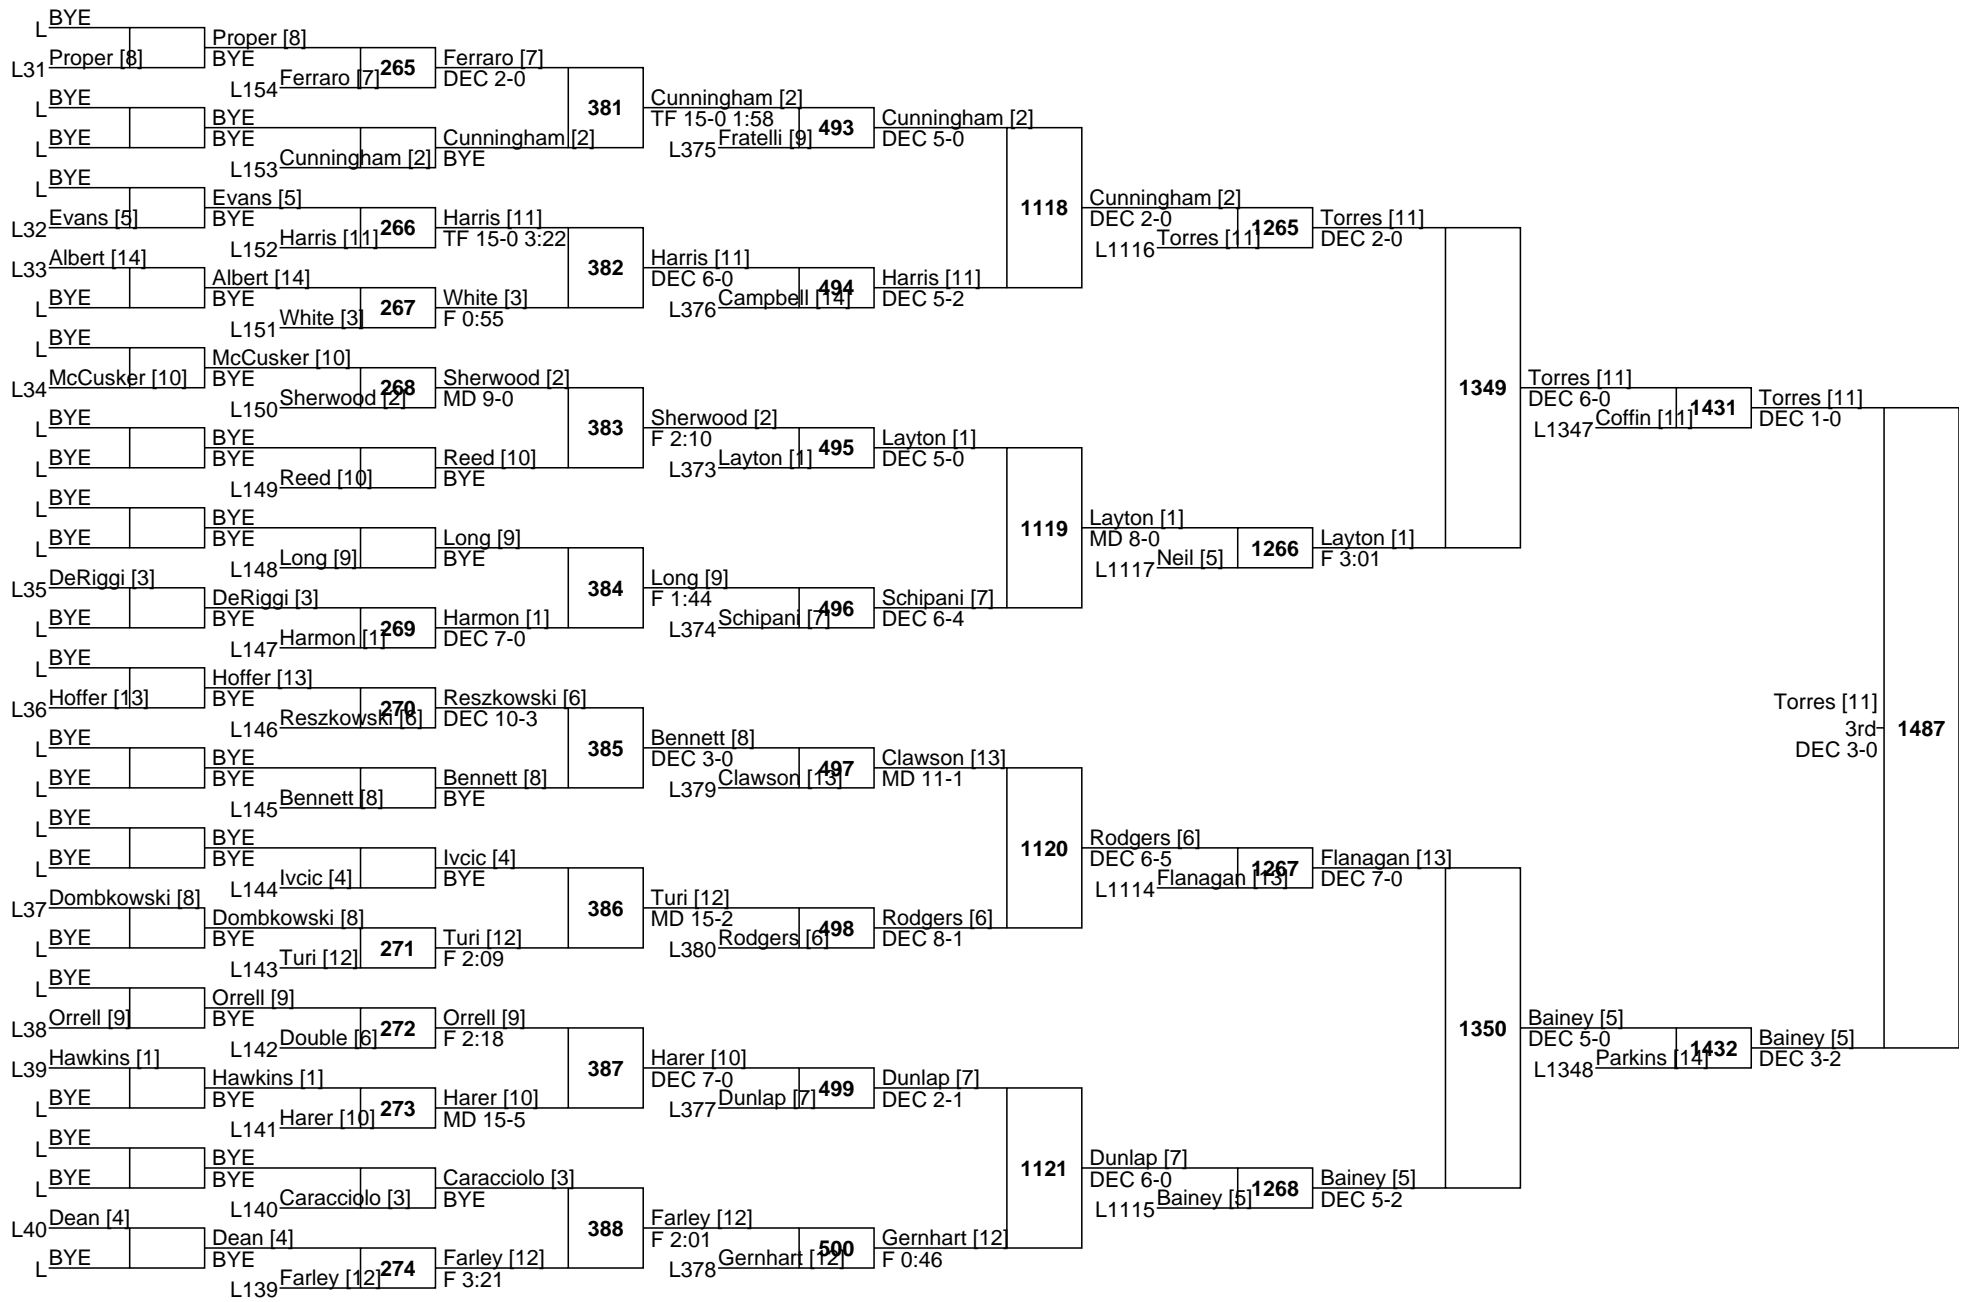 BYE
L
Proper [8]
L31
BYE
L
BYE
L
BYE
L
Evans [5]
L32
Albert [14]
L33
BYE
L
BYE
L
McCusker [10]
L34
BYE
L
BYE
L
BYE
L
BYE
L
DeRiggi [3]
L35
BYE
L
BYE
L
Hoffer [13]
L36
BYE
L
BYE
L
BYE
L
BYE
L
Dombkowski [8]
L37
BYE
L
BYE
L
Orrell [9]
L38
Hawkins [1]
L39
BYE
L
BYE
L
BYE
L
Dean [4]
L40
BYE
L
Proper [8]
BYE
L154 Ferraro [7]
265
BYE
BYE
L153 Cunningham [2]
Evans [5]
BYE
L152 Harris [11]
266
Albert [14]
BYE
L151 White [3]
267
McCusker [10]
BYE
L150 Sherwood [2]
268
BYE
BYE
L149 Reed [10]
BYE
BYE
L148 Long [9]
DeRiggi [3]
BYE
L147 Harmon [1]
269
Hoffer [13]
BYE
L146 Reszkowski [6]
270
BYE
BYE
L145 Bennett [8]
BYE
BYE
L144 Ivcic [4]
Dombkowski [8]
BYE
L143 Turi [12]
271
Orrell [9]
BYE
L142 Double [6]
272
Hawkins [1]
BYE
L141 Harer [10]
273
BYE
BYE
L140 Caracciolo [3]
Dean [4]
BYE
L139 Farley [12]
274
Ferraro [7]
DEC 2-0
381
Cunningham [2]
BYE
Harris [11]
TF 15-0 3:22
382
White [3]
F 0:55
Sherwood [2]
MD 9-0
383
Reed [10]
BYE
Long [9]
BYE
384
Harmon [1]
DEC 7-0
Reszkowski [6]
DEC 10-3
385
Bennett [8]
BYE
Ivcic [4]
BYE
386
Turi [12]
F 2:09
Orrell [9]
F 2:18
387
Harer [10]
MD 15-5
Caracciolo [3]
BYE
388
Farley [12]
F 3:21
Cunningham [2]
TF 15-0 1:58
L375 Fratelli [9]
493
Harris [11]
DEC 6-0
L376 Campbell [14]
494
Sherwood [2]
F 2:10
L373 Layton [1]
495
Long [9]
F 1:44
L374 Schipani [7]
496
Bennett [8]
DEC 3-0
L379 Clawson [13]
497
Turi [12]
MD 15-2
L380 Rodgers [6]
498
Harer [10]
DEC 7-0
L377 Dunlap [7]
499
Farley [12]
F 2:01
L378 Gernhart [12]
500
Cunningham [2]
DEC 5-0
1118
Harris [11]
DEC 5-2
Layton [1]
DEC 5-0
1119
Schipani [7]
DEC 6-4
Clawson [13]
MD 11-1
1120
Rodgers [6]
DEC 8-1
Dunlap [7]
DEC 2-1
1121
Gernhart [12]
F 0:46
Cunningham [2]
DEC 2-0
L1116 Torres [11]
1265
Layton [1]
MD 8-0
L1117 Neil [5]
1266
Rodgers [6]
DEC 6-5
L1114 Flanagan [13]
1267
Dunlap [7]
DEC 6-0
L1115 Bainey [5]
1268
Torres [11]
DEC 2-0
1349
Layton [1]
F 3:01
Flanagan [13]
DEC 7-0
1350
Bainey [5]
DEC 5-2
Torres [11]
DEC 6-0
L1347 Coffin [11]
1431
Bainey [5]
DEC 5-0
L1348 Parkins [14]
1432
Torres [11]
DEC 1-0
Bainey [5]
DEC 3-2
Torres [11]
3rd
DEC 3-0
1487